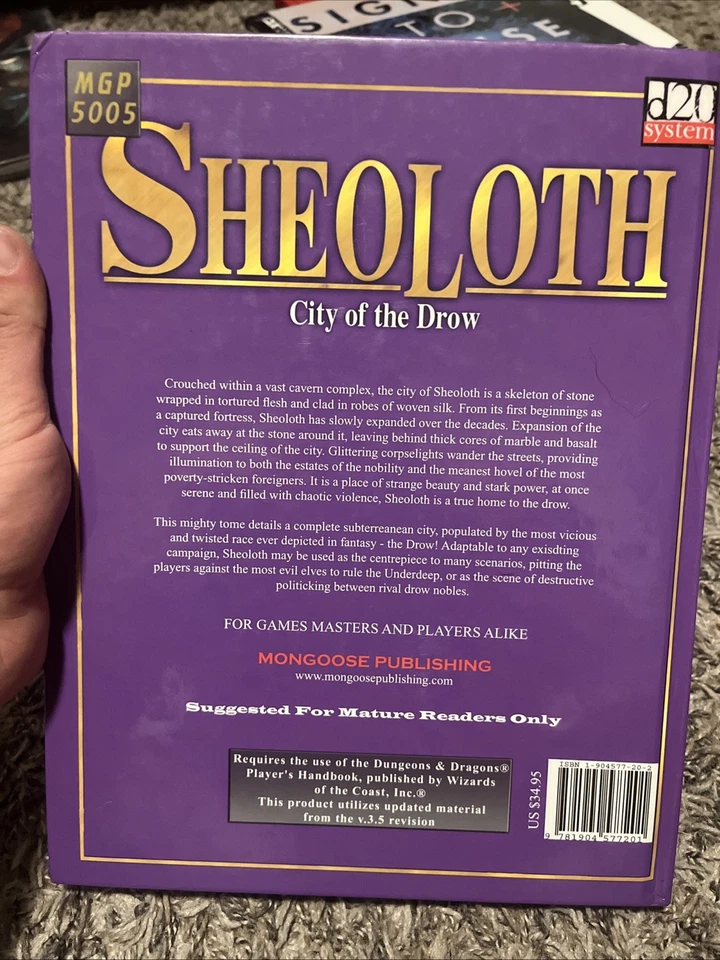 SIGN
TO
MGP
5005
d20
system
SHEOLOTH
City of the Drow
Crouched within a vast cavern complex, the city of Sheoloth is a skeleton of stone
wrapped in tortured flesh and clad in robes of woven silk. From its first beginnings as
a captured fortress, Sheoloth has slowly expanded over the decades. Expansion of the
city eats away at the stone around it, leaving behind thick cores of marble and basalt
to support the ceiling of the city. Glittering corpselights wander the streets, providing
illumination to both the estates of the nobility and the meanest hovel of the most
poverty-stricken foreigners. It is a place of strange beauty and stark power, at once
serene and filled with chaotic violence, Sheoloth is a true home to the drow.
This mighty tome details a complete subterreanean city, populated by the most vicious
and twisted race ever depicted in fantasy - the Drow! Adaptable to any exisdting
campaign, Sheoloth may be used as the centrepiece to many scenarios, pitting the
players against the most evil elves to rule the Underdeep, or as the scene of destructive
politicking between rival drow nobles.
FOR GAMES MASTERS AND PLAYERS ALIKE
MONGOOSE PUBLISHING
www.mongoosepublishing.com
Suggested For Mature Readers Only
Requires the use of the Dungeons & Dragons®
Player's Handbook, published by Wizards
of the Coast, Inc.®
This product utilizes updated material
from the v.3.5 revision
US $34.95
ISBN 1-904577-20-2
9 781904 577201